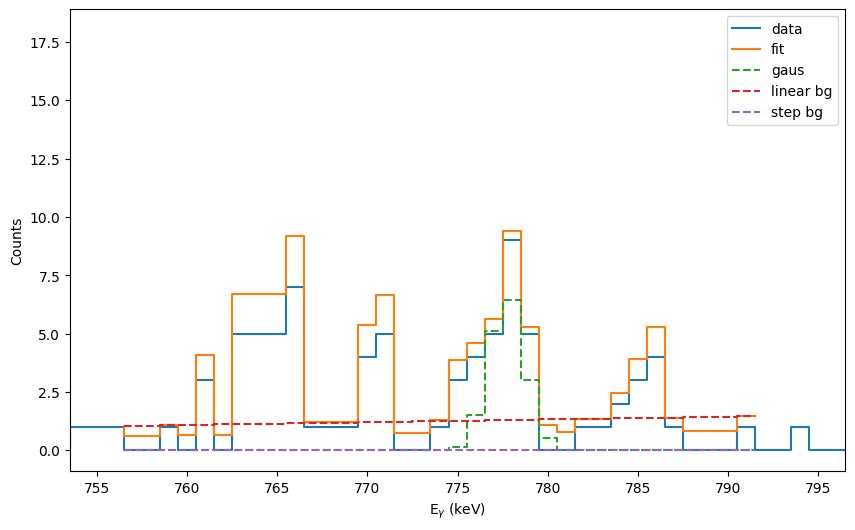 17.5
15.0
12.5
10.0
7.5
5.0
2.5
0.0
Counts
755 760 765 770 775 780 785 790 795
Eγ (keV)
data
fit
gaus
linear bg
step bg